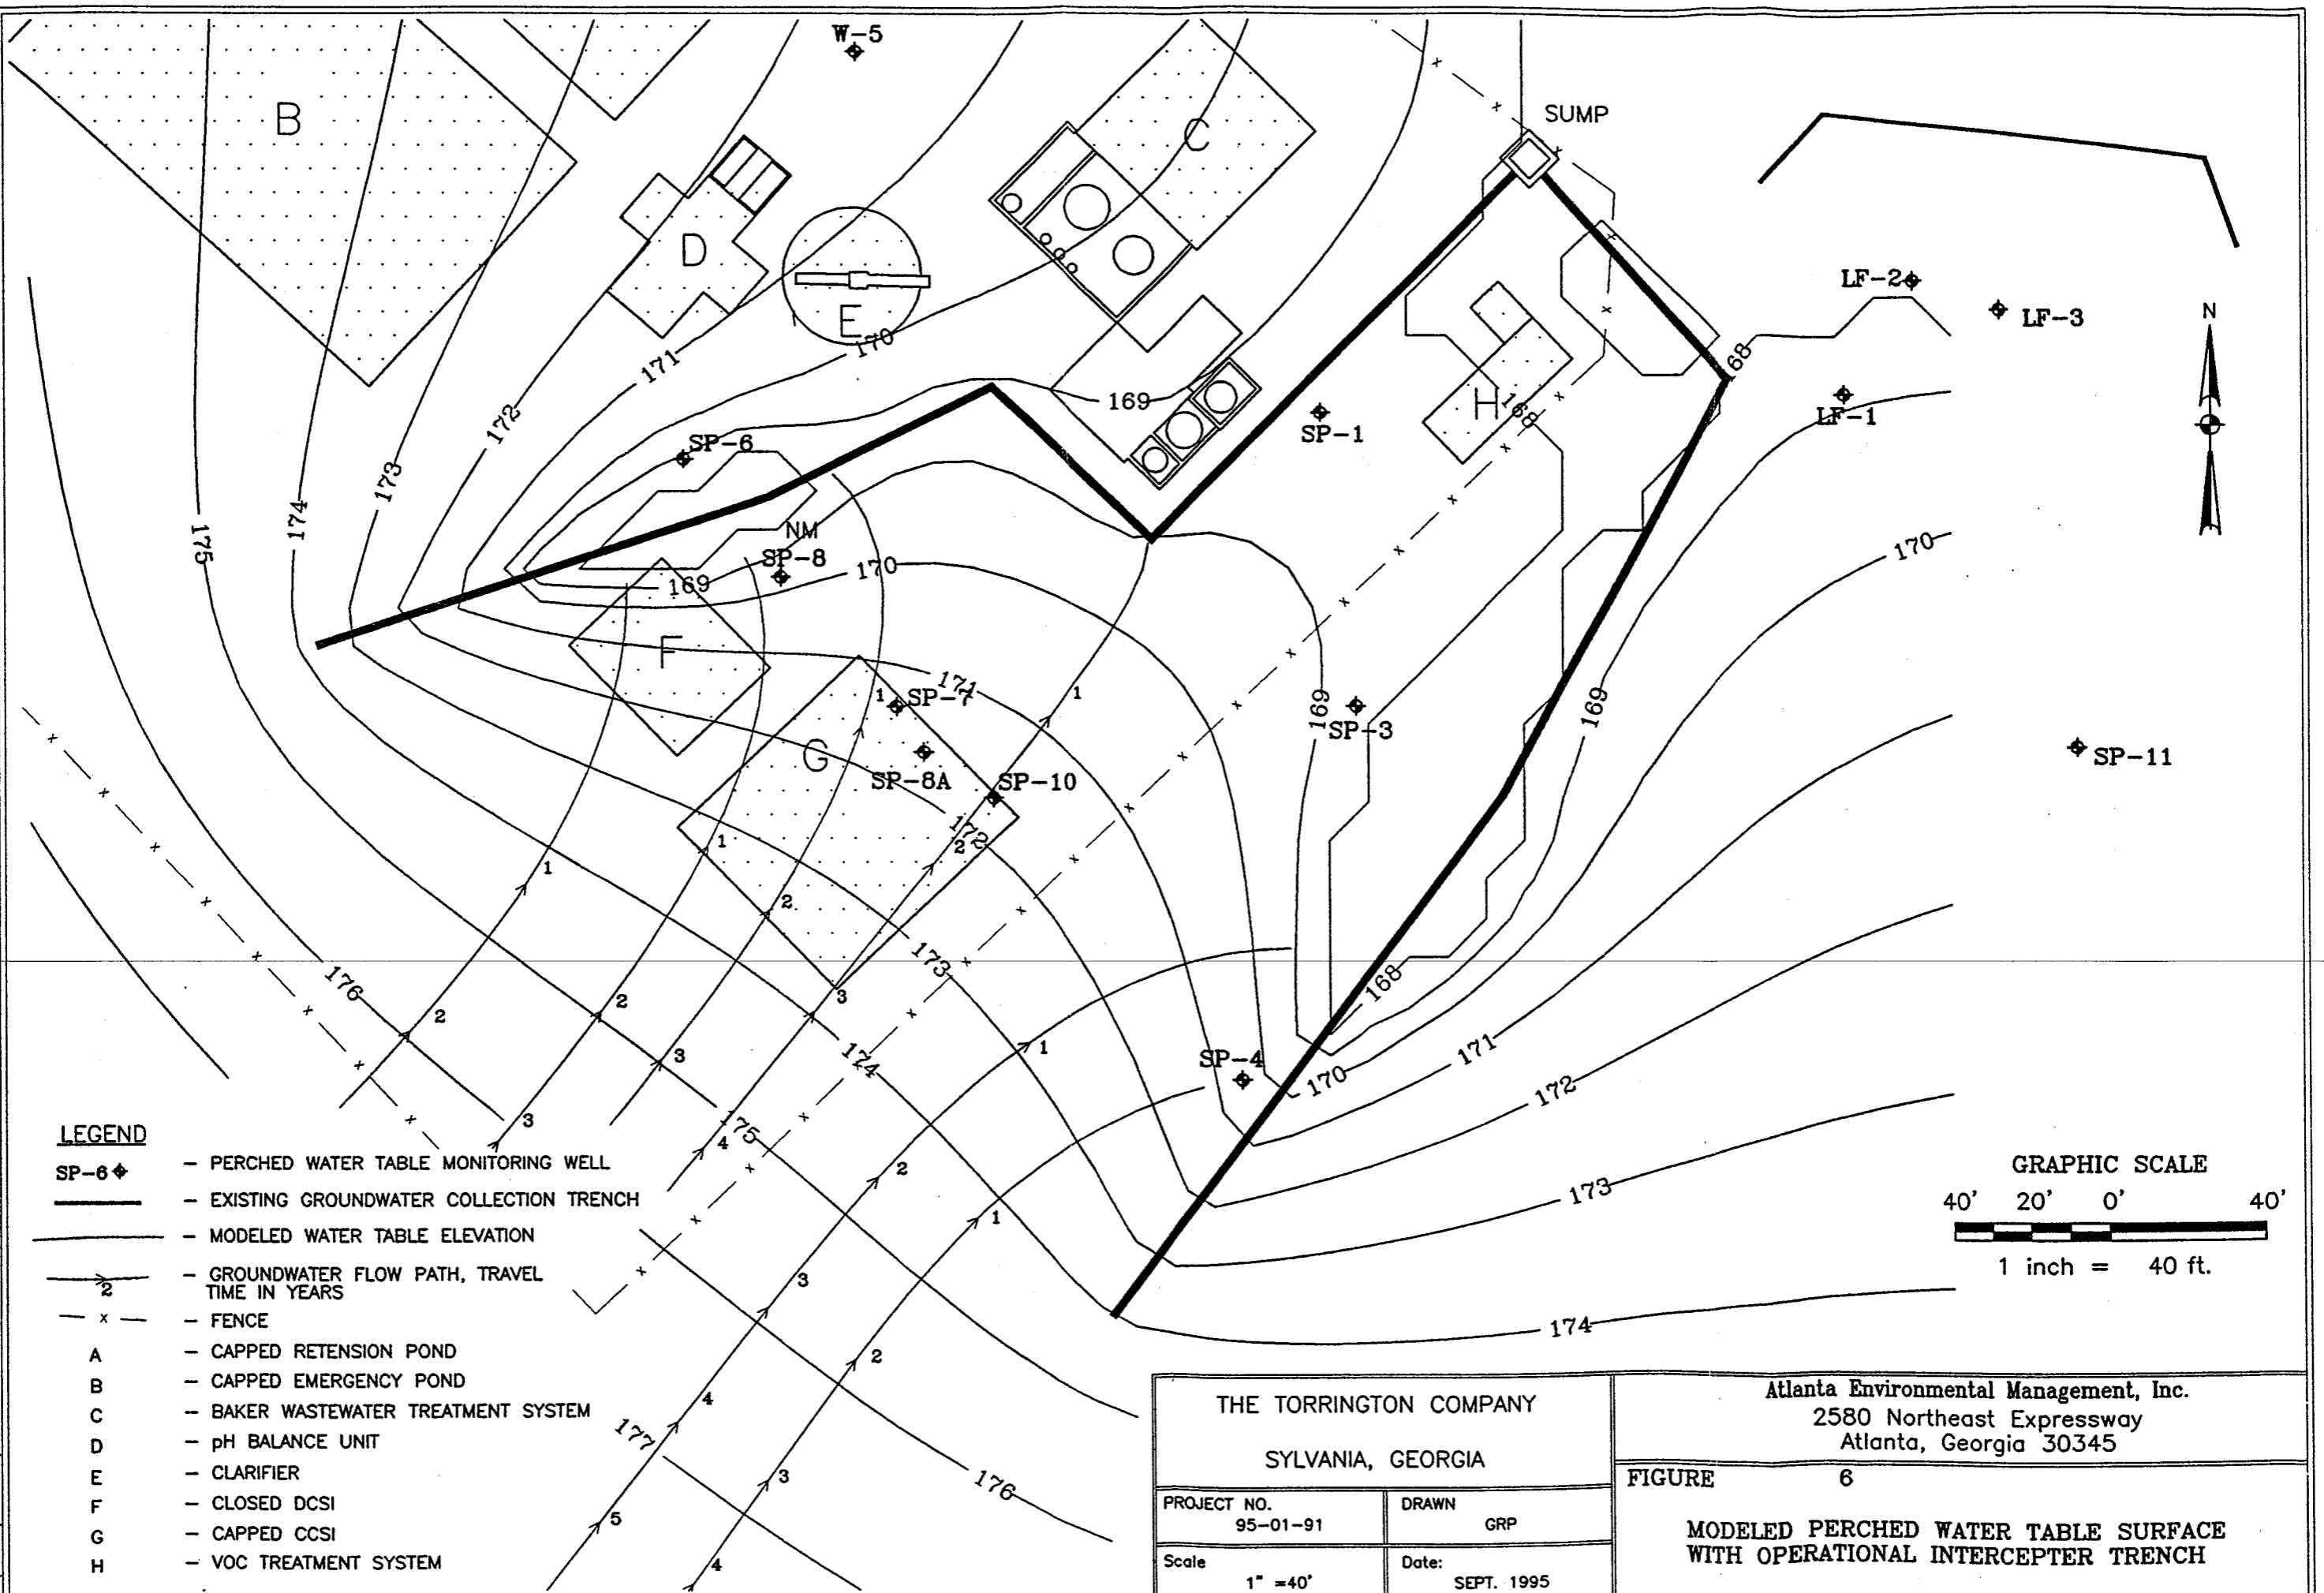 W-5
SUMP
B
C
D
E
LF-2
LF-3
N
170
171
168
169
LF-1
172
SP-1
H
168
173
SP-6
174
175
NM
SP-8
170
170
169
F
171
1
SP-7
1
169
169
SP-3
G
SP-8A
SP-10
SP-11
172
2
1
1
2
173
176
2
2
3
168
3
174
1
SP-4
170
171
172
3
175
4
2
173
1
3
174
2
4
177
3
176
5
4
LEGEND
SP-6 – PERCHED WATER TABLE MONITORING WELL
– EXISTING GROUNDWATER COLLECTION TRENCH
– MODELED WATER TABLE ELEVATION
2 – GROUNDWATER FLOW PATH, TRAVEL
TIME IN YEARS
x – FENCE
A – CAPPED RETENSION POND
B – CAPPED EMERGENCY POND
C – BAKER WASTEWATER TREATMENT SYSTEM
D – pH BALANCE UNIT
E – CLARIFIER
F – CLOSED DCSI
G – CAPPED CCSI
H – VOC TREATMENT SYSTEM
GRAPHIC SCALE
40' 20' 0' 40'
1 inch = 40 ft.
THE TORRINGTON COMPANY
SYLVANIA, GEORGIA
PROJECT NO.
95-01-91
DRAWN
GRP
Scale
1" =40'
Date:
SEPT. 1995
Atlanta Environmental Management, Inc.
2580 Northeast Expressway
Atlanta, Georgia 30345
FIGURE 6
MODELED PERCHED WATER TABLE SURFACE
WITH OPERATIONAL INTERCEPTER TRENCH